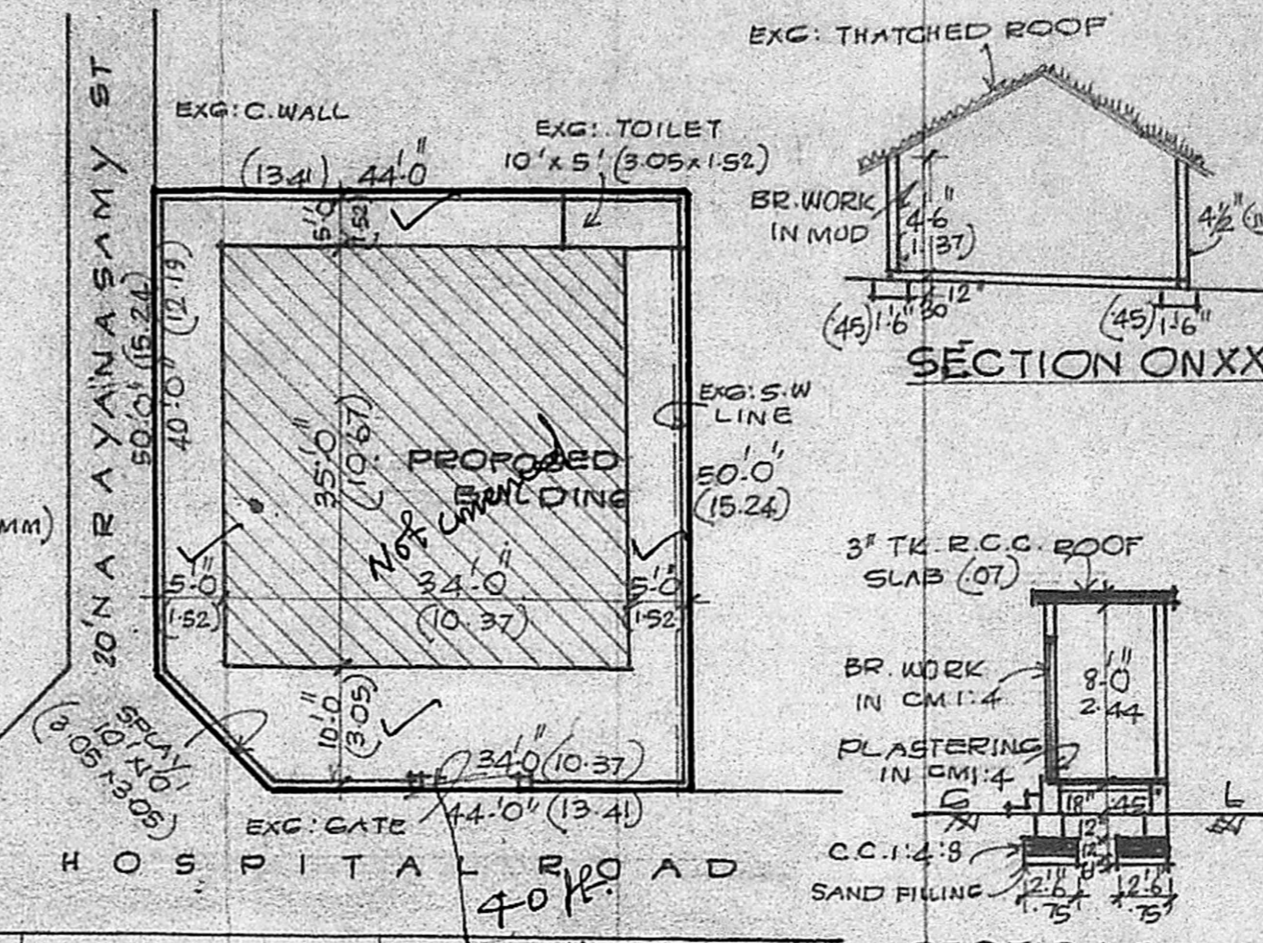 EXG: THATCHED ROOF
EXG: C. WALL
EXG: TOILET
10' x 5' (3.05 x 1.52)
(13.41) 44'-0"
5'-0"
1.52
BR. WORK
IN MUD
4'-6"
(1.137)
4½"
(.45) 1'-6"
12"
(.45) 1'-6"
SECTION ON XX
20' NARAYAINASAMY ST
50'-0" (15.24)
40'-0" (12.19)
EXG: S.W
LINE
50'-0"
(15.24)
35'-0"
(10.67)
PROPOSED
BUILDING
Not
MM)
5'-0"
(1.52)
34'-0"
(10.37)
5'-0"
(1.52)
10'-0"
(3.05)
SPLAY
10' x 10'
(3.05 x 3.05)
34'-0" (10.37)
44'-0" (13.41)
EXG: GATE
HOSPITAL ROAD
40 ft.
3" TK. R.C.C. ROOF
SLAB (.07)
BR. WORK
IN CM 1:4
8'-0"
2.44
PLASTERING
IN CM 1:4
G
18" .45
L
C.C. 1:4:8
SAND FILLING
2'-6"
.75
2'-6"
.75